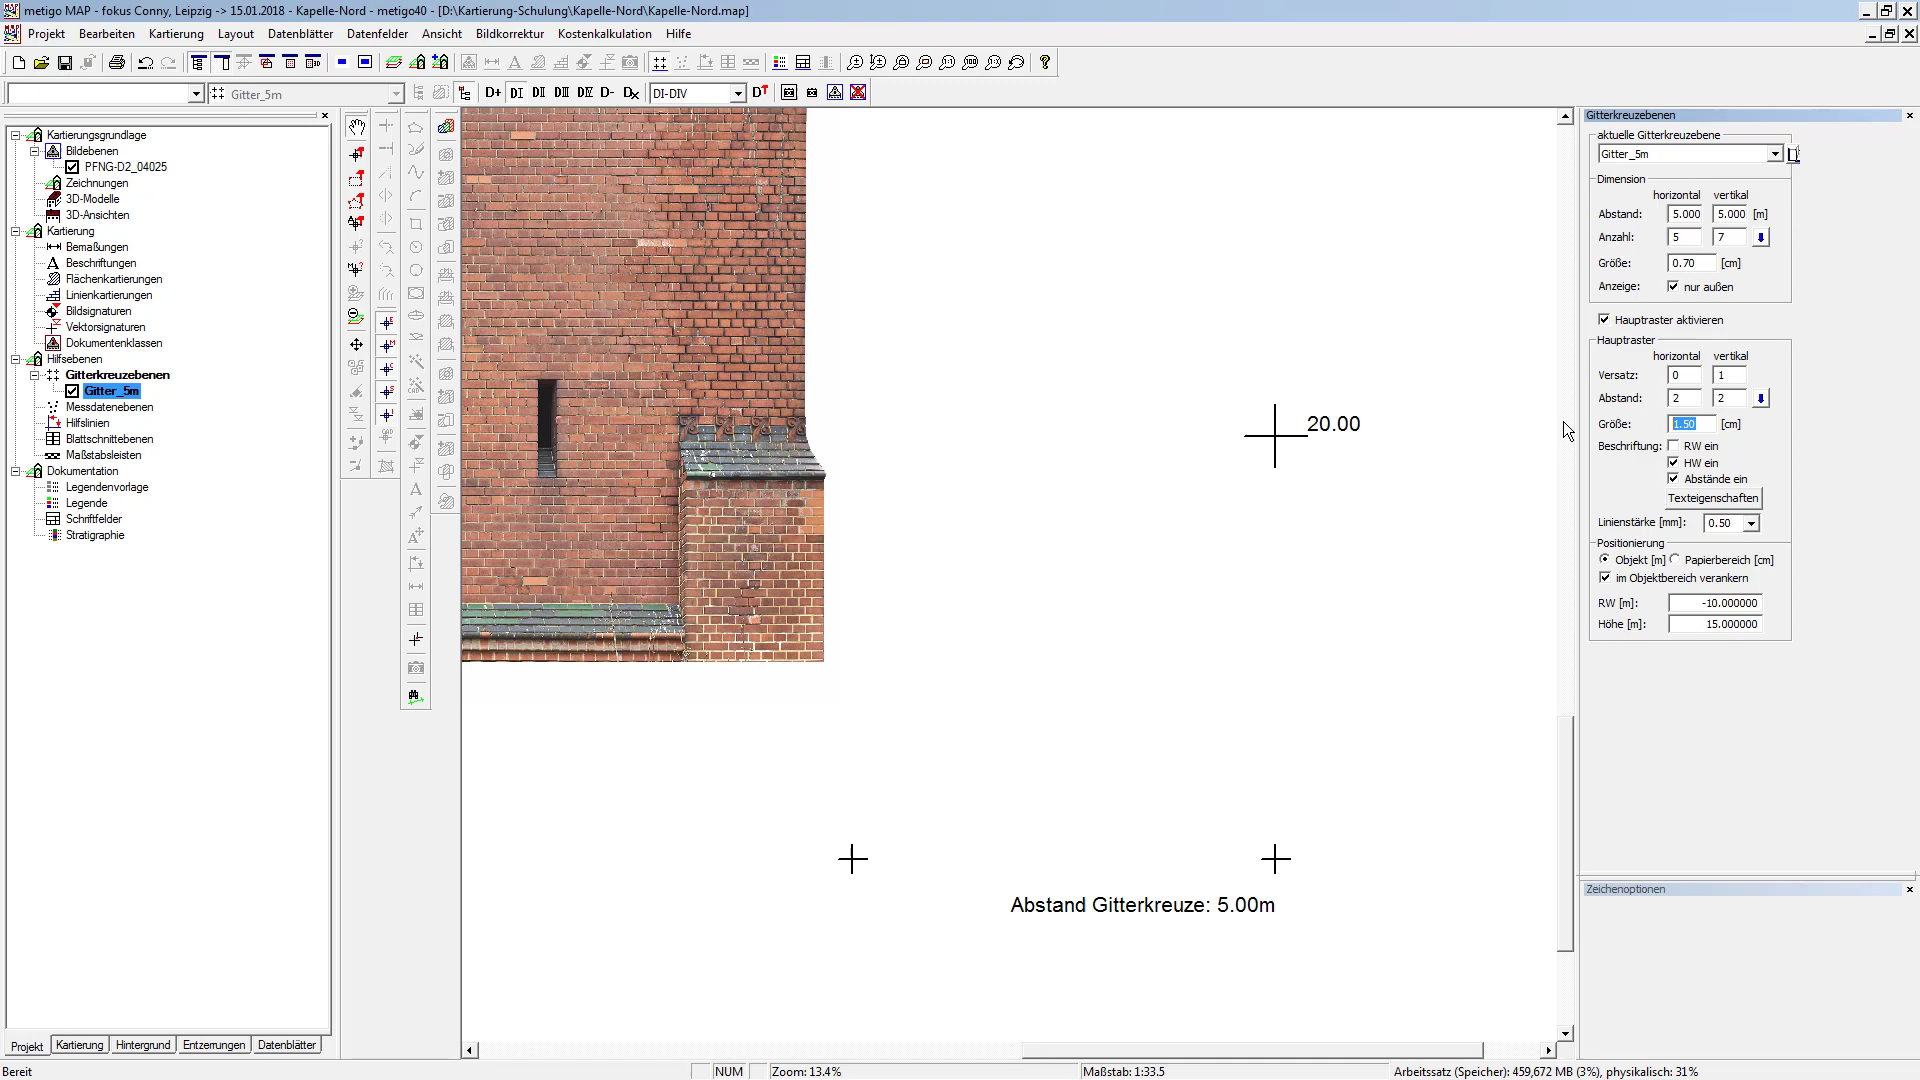 metigo MAP - fokus Conny, Leipzig -> 15.01.2018 - Kapelle-Nord - metigo40 - [D:\Kartierung-Schulung\Kapelle-Nord\Kapelle-Nord.map]
Projekt Bearbeiten Kartierung Layout Datenblätter Datenfelder Ansicht Bildkorrektur Kostenkalkulation Hilfe
Gitter_5m D+ DI DII DIII DIV D- Dx DI-DIV DT
Kartierungsgrundlage
Bildebenen
PFNG-D2_04025
Zeichnungen
3D-Modelle
3D-Ansichten
Kartierung
Bemaßungen
Beschriftungen
Flächenkartierungen
Linienkartierungen
Bildsignaturen
Vektorsignaturen
Dokumentenklassen
Hilfsebenen
Gitterkreuzebenen
Gitter_5m
Messdatenebenen
Hilfslinien
Blattschnittebenen
Maßstabsleisten
Dokumentation
Legendenvorlage
Legende
Schriftfelder
Stratigraphie
Projekt Kartierung Hintergrund Entzerrungen Datenblätter
20.00
Abstand Gitterkreuze: 5.00m
Gitterkreuzebenen
aktuelle Gitterkreuzebene
Gitter_5m
Dimension
horizontal vertikal
Abstand: 5.000 5.000 [m]
Anzahl: 5 7
Größe: 0.70 [cm]
Anzeige: nur außen
Hauptraster aktivieren
Hauptraster
horizontal vertikal
Versatz: 0 1
Abstand: 2 2
Größe: 1.50 [cm]
Beschriftung: RW ein
HW ein
Abstände ein
Texteigenschaften
Linienstärke [mm]: 0.50
Positionierung
Objekt [m] Papierbereich [cm]
im Objektbereich verankern
RW [m]: -10.000000
Höhe [m]: 15.000000
Zeichenoptionen
Bereit NUM Zoom: 13.4% Maßstab: 1:33.5 Arbeitssatz (Speicher): 459,672 MB (3%), physikalisch: 31%